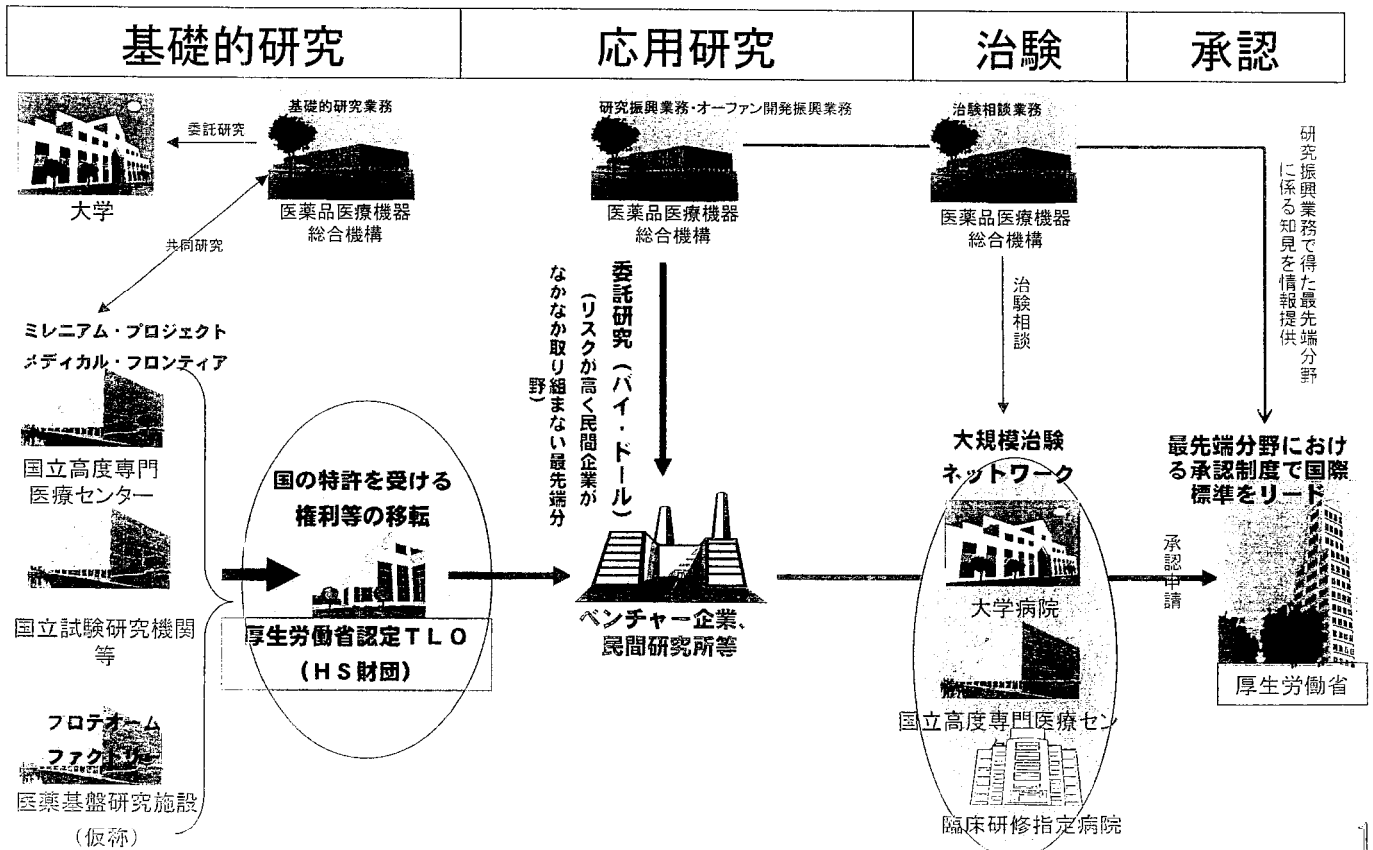 基礎的研究
応用研究
治験
承認
基礎的研究業務
委託研究
大学
医薬品医療機器
総合機構
共同研究
ミレニアム・プロジェクト
メディカル・フロンティア
国立高度専門
医療センター
国立試験研究機関
等
プロテオーム
ファクトリー
医薬基盤研究施設
(仮称)
国の特許を受ける
権利等の移転
厚生労働省認定TLO
(HS財団)
研究振興業務・オーファン開発振興業務
医薬品医療機器
総合機構
委託研究(バイ・ドール)
(リスクが高く民間企業が
なかなか取り組まない最先端分
野)
ベンチャー企業、
民間研究所等
治験相談業務
医薬品医療機器
総合機構
治験相談
大規模治験
ネットワーク
大学病院
国立高度専門医療セン
臨床研修指定病院
研究振興業務で得た最先端分野
に係る知見を情報提供
最先端分野におけ
る承認制度で国際
標準をリード
承認申請
厚生労働省